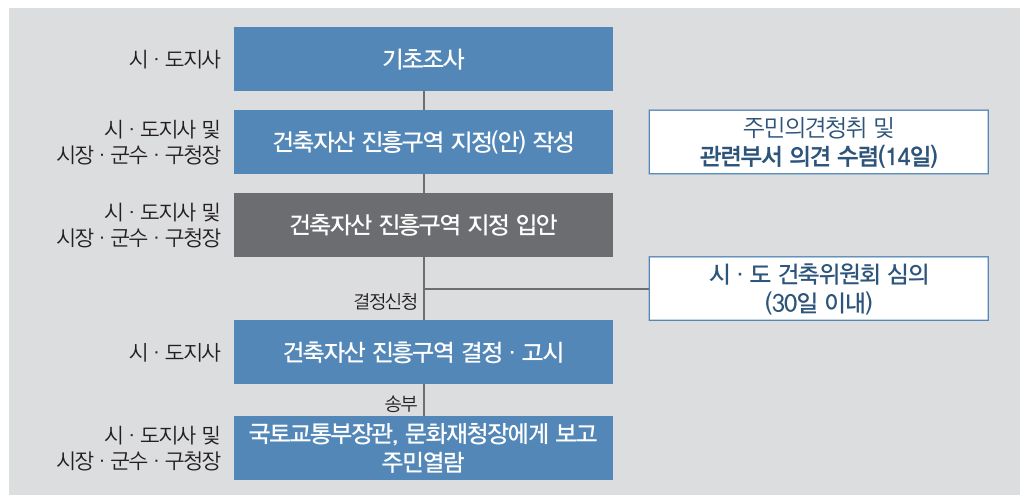 시 · 도지사
기초조사
시 · 도지사 및
시장 · 군수 · 구청장
건축자산 진흥구역 지정(안) 작성
주민의견청취 및
관련부서 의견 수렴(14일)
시 · 도지사 및
시장 · 군수 · 구청장
건축자산 진흥구역 지정 입안
시 · 도 건축위원회 심의
(30일 이내)
결정신청
시 · 도지사
건축자산 진흥구역 결정 · 고시
송부
시 · 도지사 및
시장 · 군수 · 구청장
국토교통부장관, 문화재청장에게 보고
주민열람